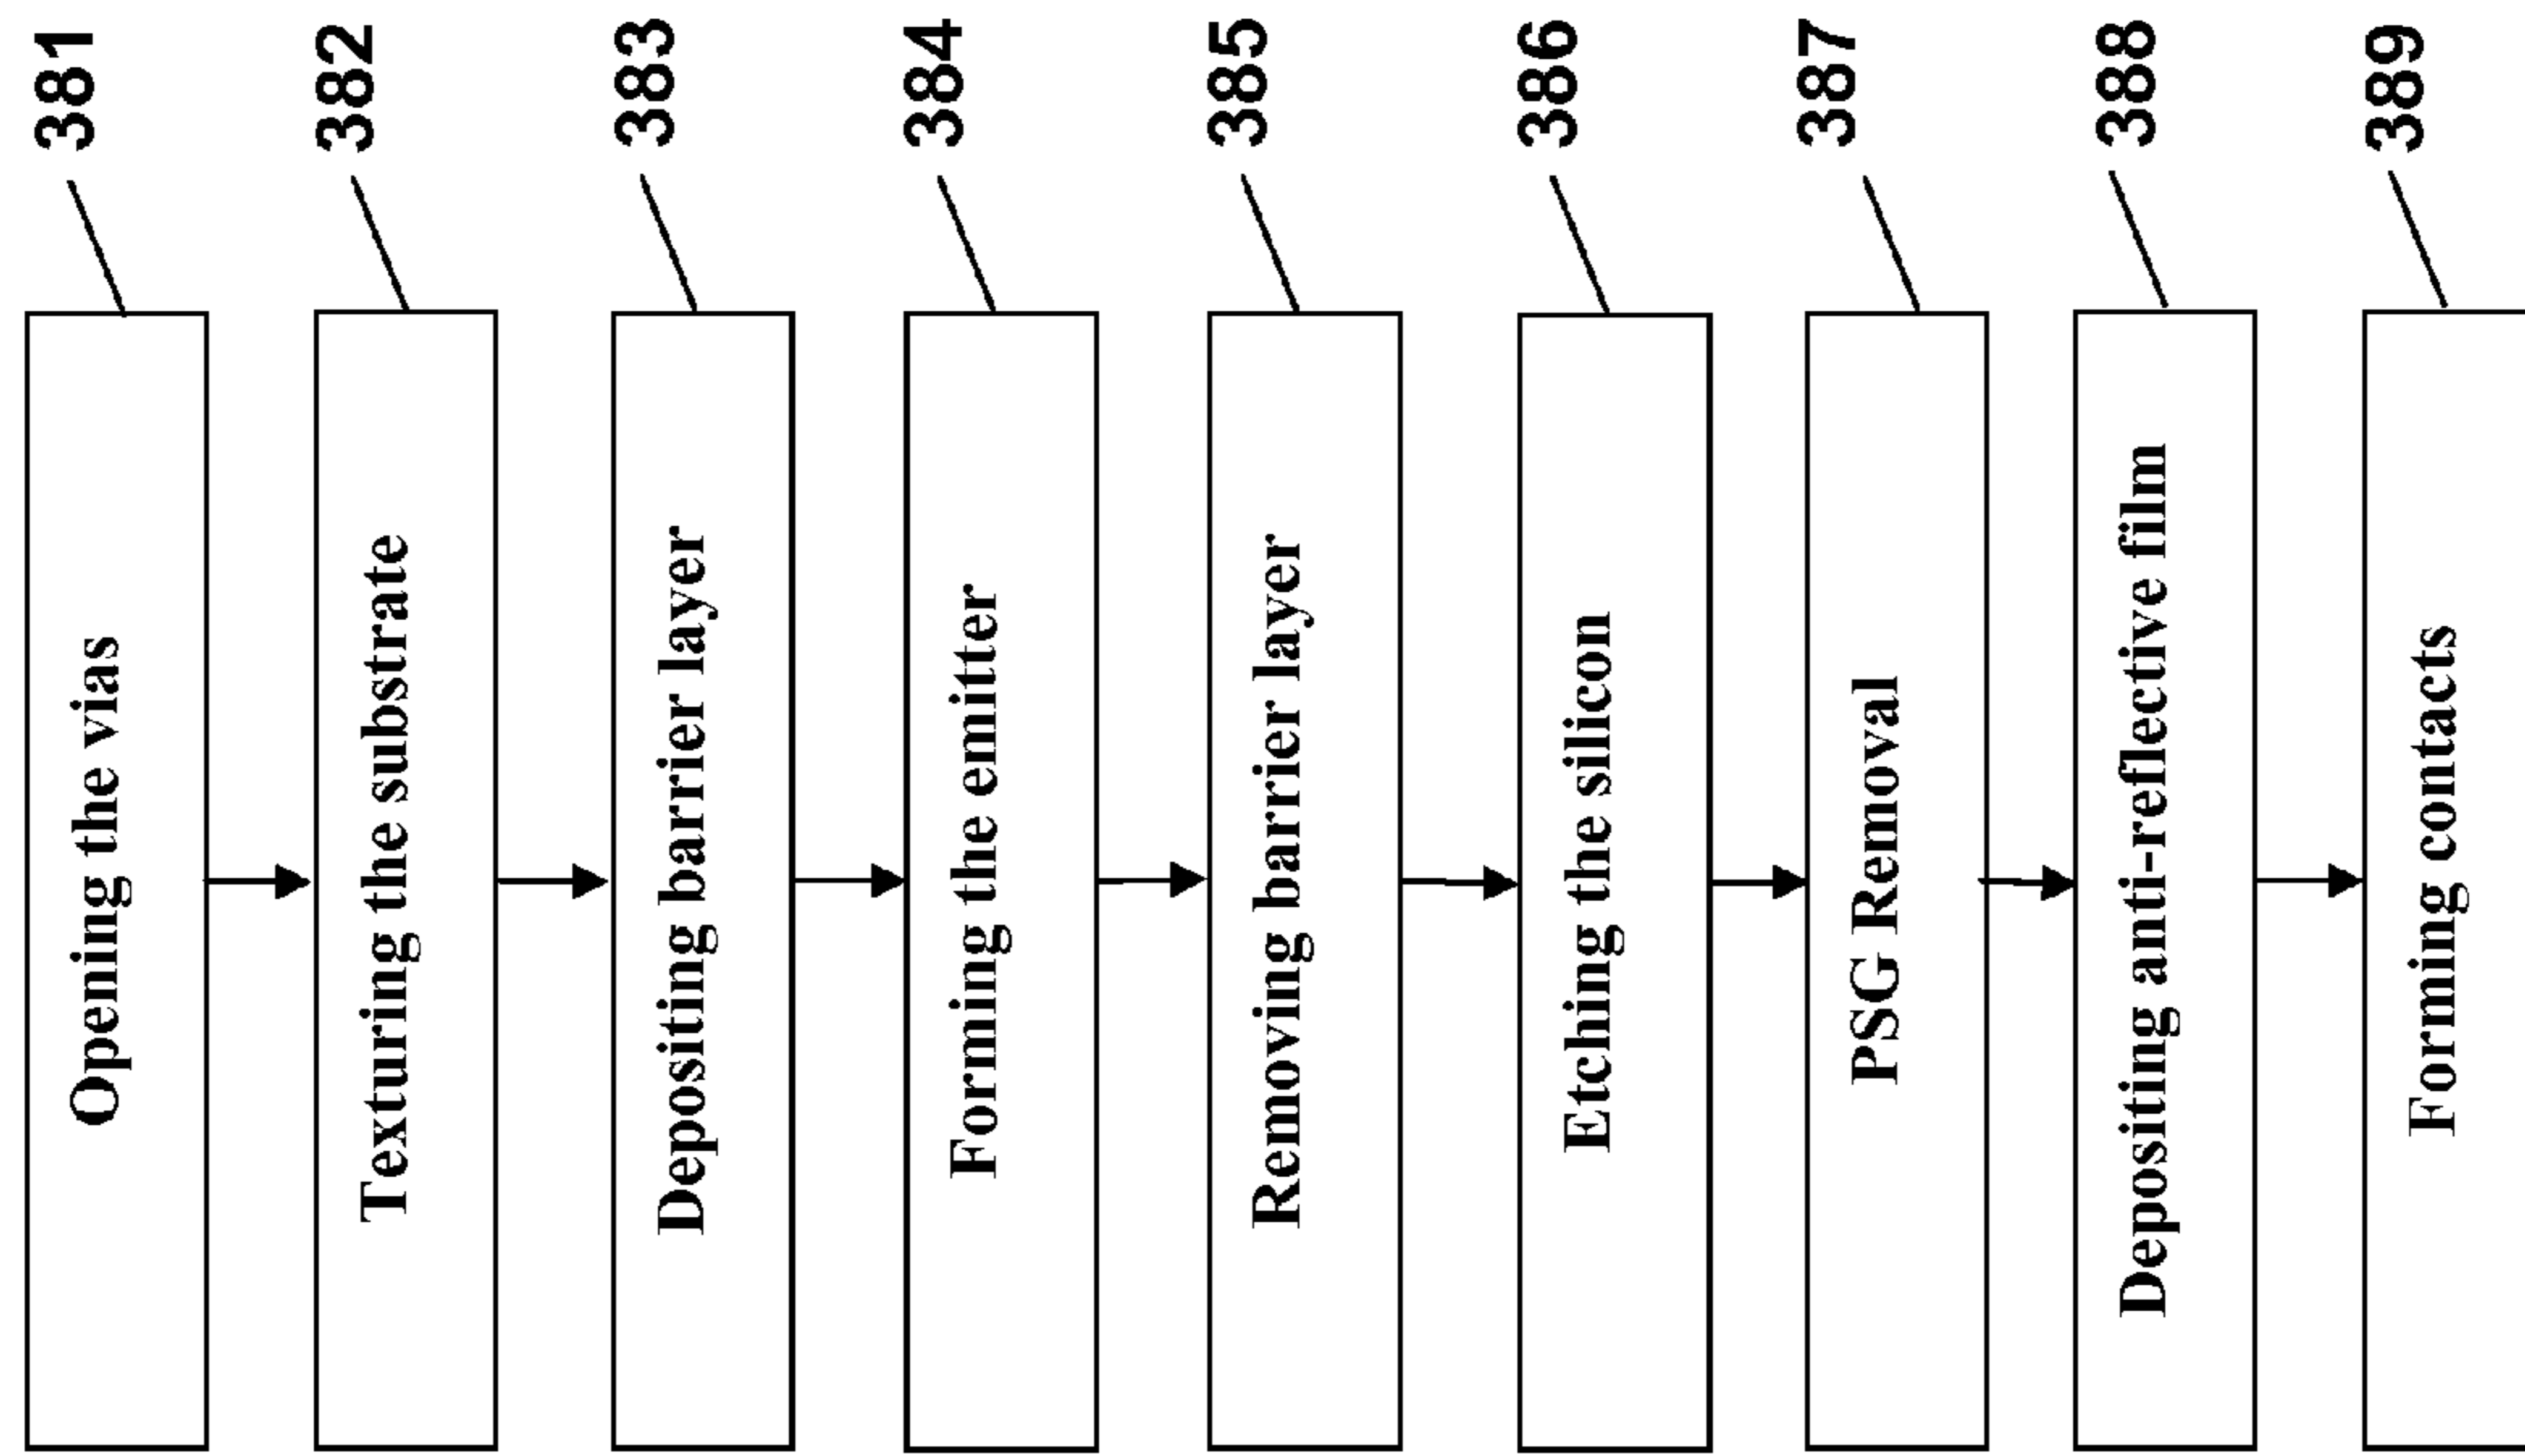 Opening the vias
381
Texturing the substrate
382
Depositing barrier layer
383
Forming the emitter
384
Removing barrier layer
385
Etching the silicon
386
PSG Removal
387
Depositing anti-reflective film
388
Forming contacts
389